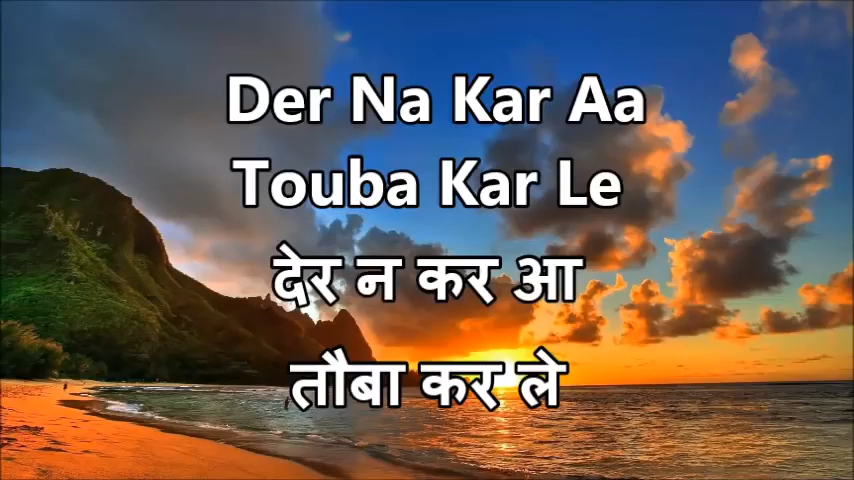 Der Na Kar Aa
Touba Kar Le
देर न कर आ
तौबा कर ले